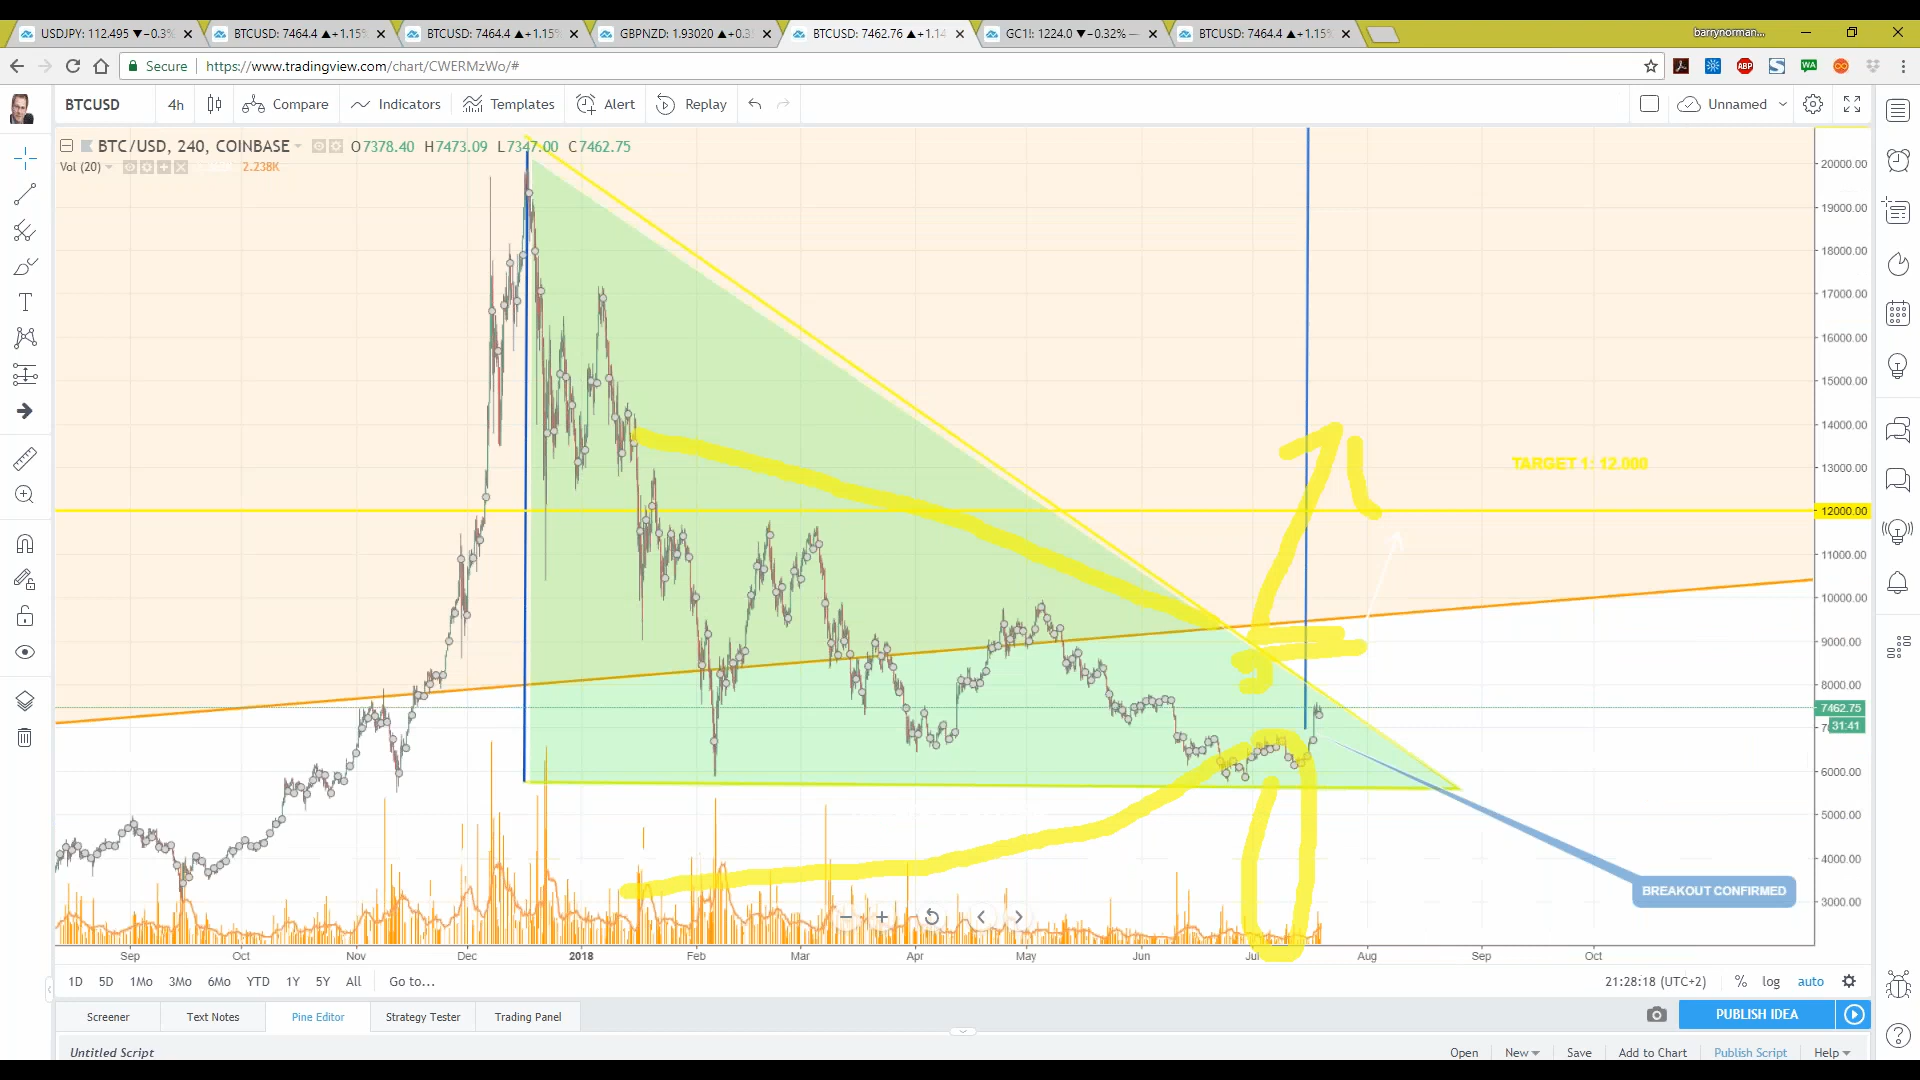 USDJPY: 112.495 ▼−0.3%
BTCUSD: 7464.4 ▲+1.15%
BTCUSD: 7464.4 ▲+1.15%
GBPNZD: 1.93020 ▲+0.3
BTCUSD: 7462.76 ▲+1.14
GC1!: 1224.0 ▼−0.32% —
BTCUSD: 7464.4 ▲+1.15%
barrynorman...
Secure https://www.tradingview.com/chart/CWERMzWo/#
BTCUSD 4h Compare Indicators Templates Alert Replay Unnamed
BTC/USD, 240, COINBASE O7378.40 H7473.09 L7347.00 C7462.75
Vol (20) 2.238K
20000.00
19000.00
18000.00
17000.00
16000.00
15000.00
14000.00
TARGET 1: 12.000
13000.00
12000.00
11000.00
10000.00
9000.00
8000.00
7462.75
31:41
6000.00
5000.00
4000.00
BREAKOUT CONFIRMED
3000.00
Sep Oct Nov Dec 2018 Feb Mar Apr May Jun Aug Sep Oct
1D 5D 1Mo 3Mo 6Mo YTD 1Y 5Y All Go to... 21:28:18 (UTC+2) % log auto
Screener Text Notes Pine Editor Strategy Tester Trading Panel PUBLISH IDEA
Untitled Script Open New Save Add to Chart Publish Script Help